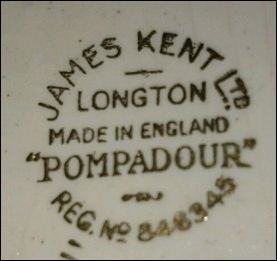 JAMES KENT LTD.
LONGTON
MADE IN ENGLAND
"POMPADOUR"
REG. No 848345